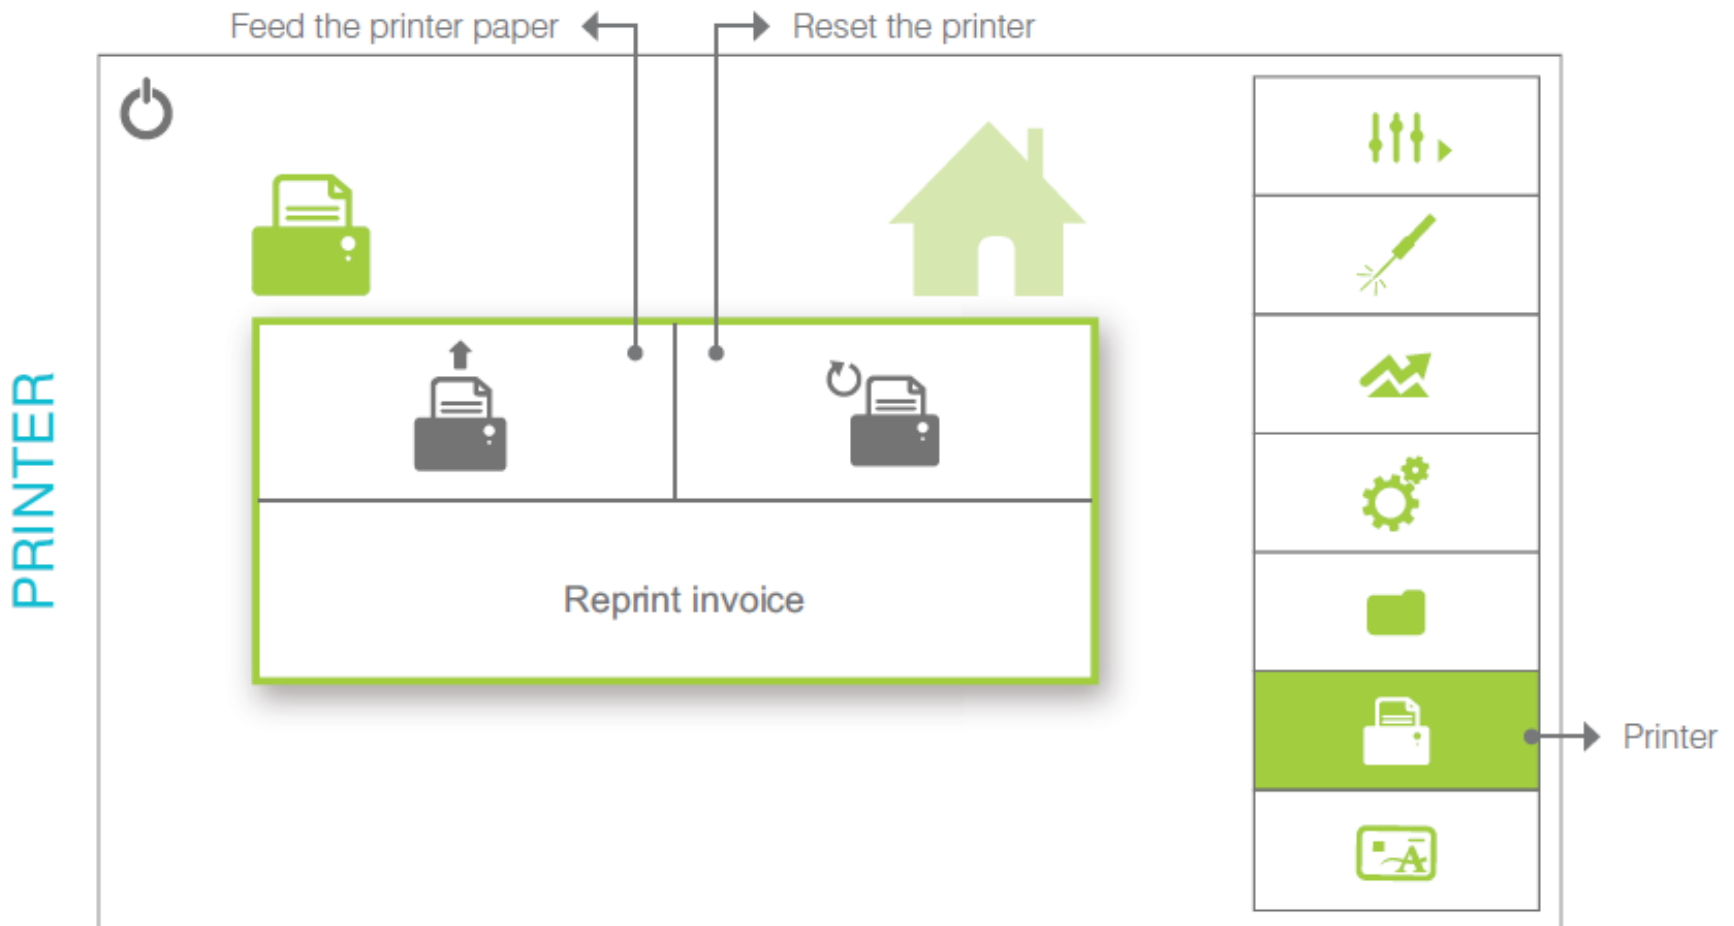 Feed the printer paper
Reset the printer
PRINTER
Reprint invoice
Printer
A